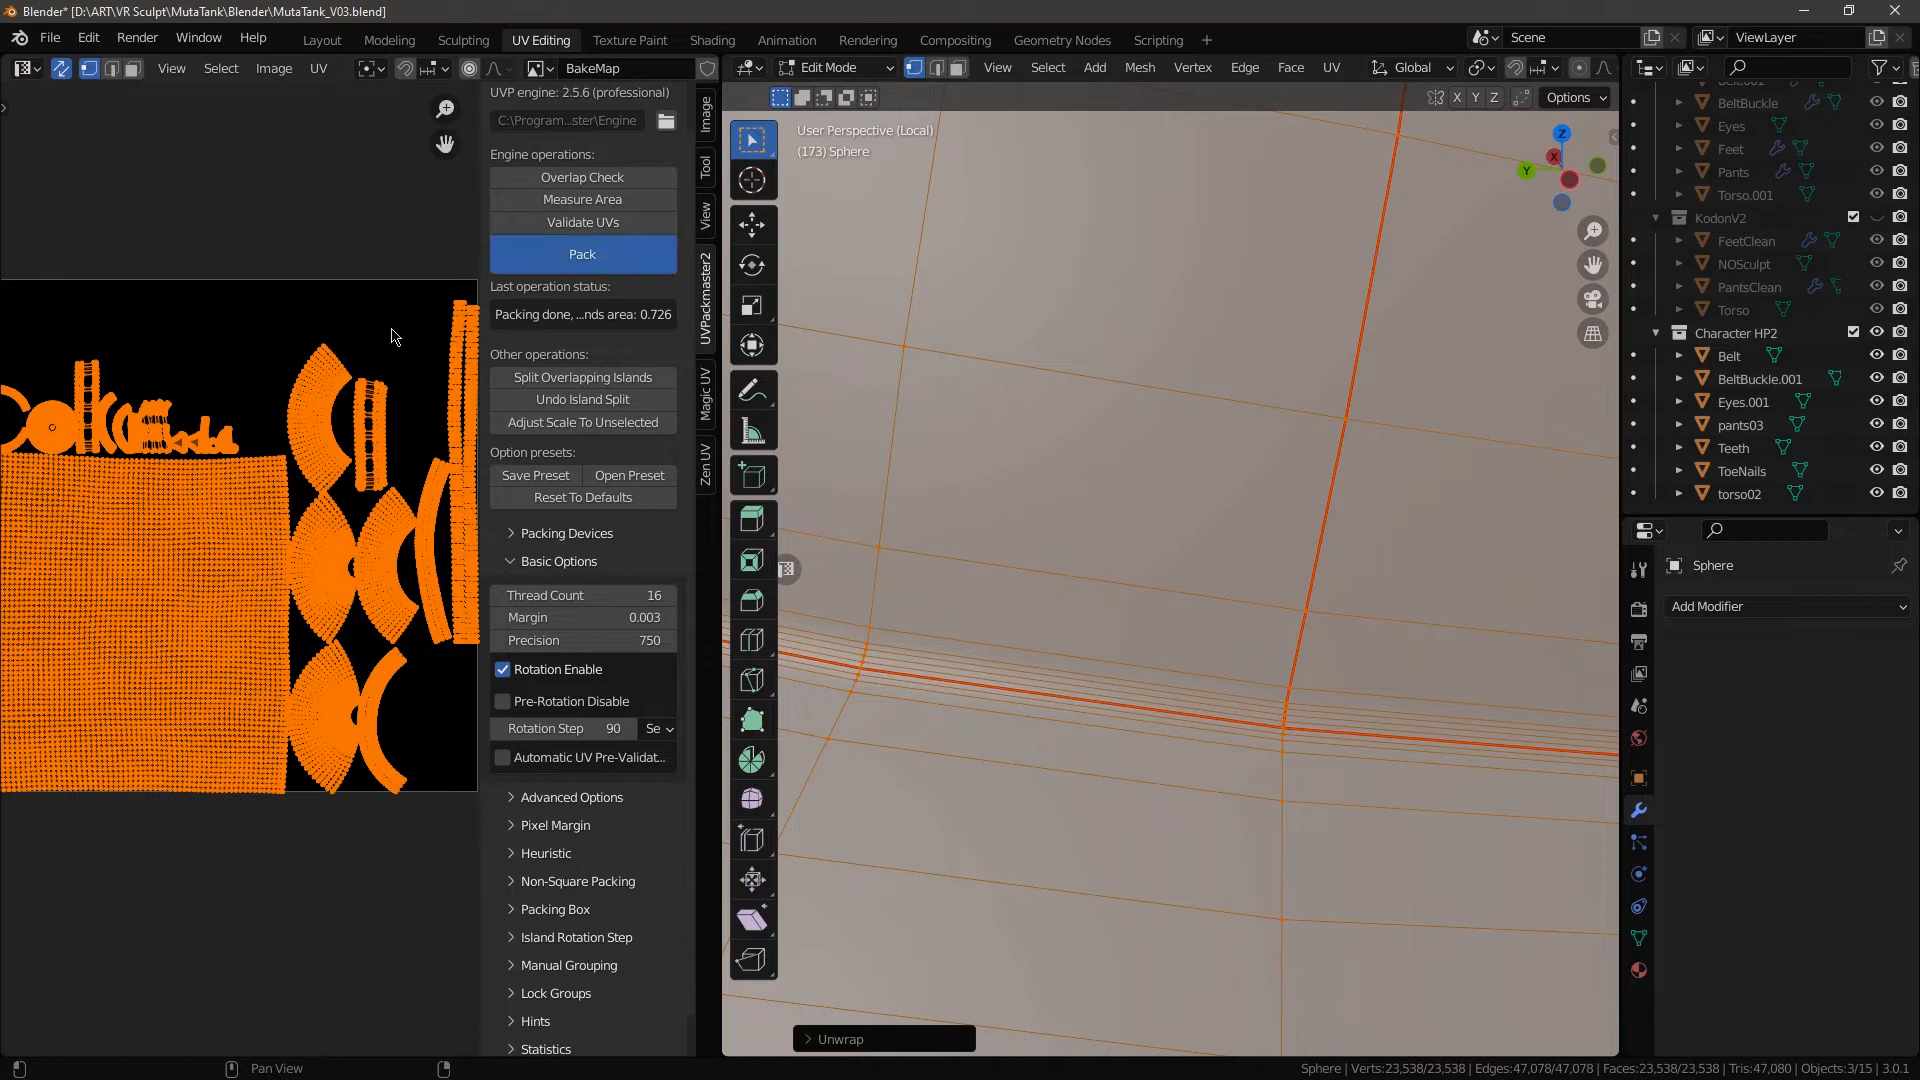 Blender* [D:\ART\VR Sculpt\MutaTank\Blender\MutaTank_V03.blend]
File Edit Render Window Help Layout Modeling Sculpting UV Editing Texture Paint Shading Animation Rendering Compositing Geometry Nodes Scripting + Scene ViewLayer
View Select Image UV BakeMap
Edit Mode View Select Add Mesh Vertex Edge Face UV Global
X Y Z Options
UVP engine: 2.5.6 (professional)
C:\Program...ster\Engine
Engine operations:
Overlap Check
Measure Area
Validate UVs
Pack
Last operation status:
Packing done, ...nds area: 0.726
Other operations:
Split Overlapping Islands
Undo Island Split
Adjust Scale To Unselected
Option presets:
Save Preset Open Preset
Reset To Defaults
Packing Devices
Basic Options
Thread Count 16
Margin 0.003
Precision 750
Rotation Enable
Pre-Rotation Disable
Rotation Step 90 Se
Automatic UV Pre-Validat...
Advanced Options
Pixel Margin
Heuristic
Non-Square Packing
Packing Box
Island Rotation Step
Manual Grouping
Lock Groups
Hints
Statistics
Image
Tool
View
UVPackmaster2
Magic UV
Zen UV
User Perspective (Local)
(173) Sphere
Z
X
Y
Unwrap
BeltBuckle
Eyes
Feet
Pants
Torso.001
KodonV2
FeetClean
NOSculpt
PantsClean
Torso
Character HP2
Belt
BeltBuckle.001
Eyes.001
pants03
Teeth
ToeNails
torso02
Sphere
Add Modifier
Pan View
Sphere | Verts:23,538/23,538 | Edges:47,078/47,078 | Faces:23,538/23,538 | Tris:47,080 | Objects:3/15 | 3.0.1